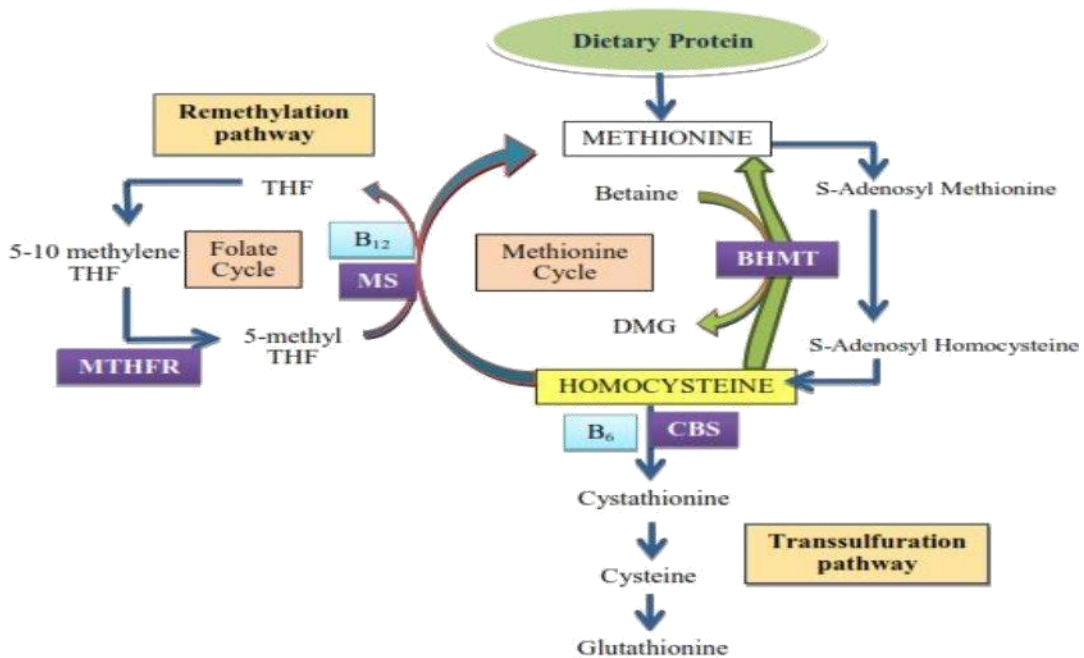 Dietary Protein
Remethylation
pathway
METHIONINE
THF
Betaine
S-Adenosyl Methionine
5-10 methylene
THF
Folate
Cycle
B₁₂
MS
Methionine
Cycle
BHMT
5-methyl
THF
DMG
MTHFR
S-Adenosyl Homocysteine
HOMOCYSTEINE
B₆
CBS
Cystathionine
Transsulfuration
pathway
Cysteine
Glutathionine